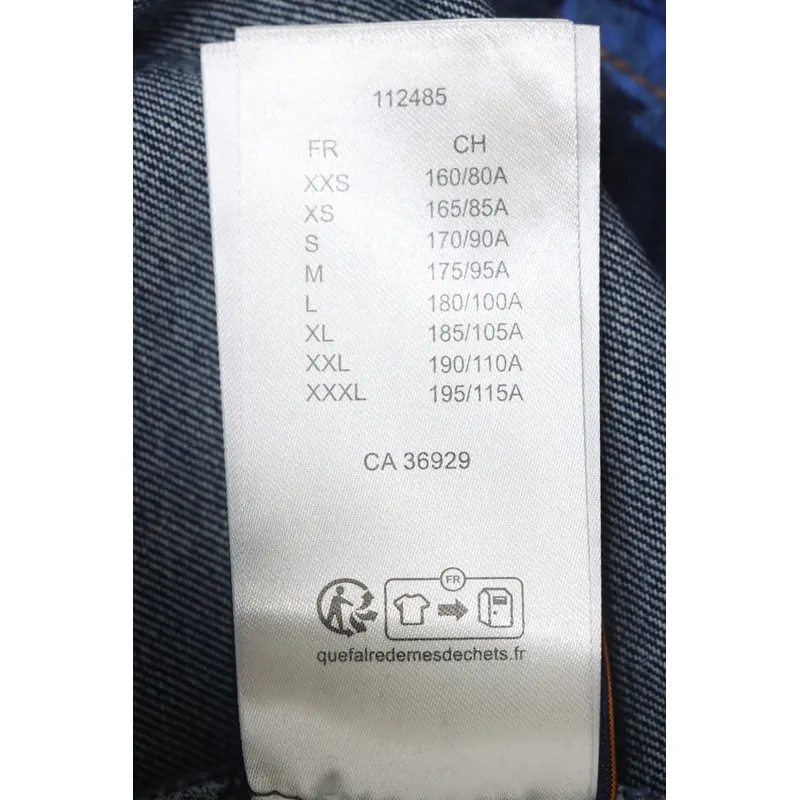 112485
FR CH
XXS 160/80A
XS 165/85A
S 170/90A
M 175/95A
L 180/100A
XL 185/105A
XXL 190/110A
XXXL 195/115A
CA 36929
FR
quefairedemesdechets.fr